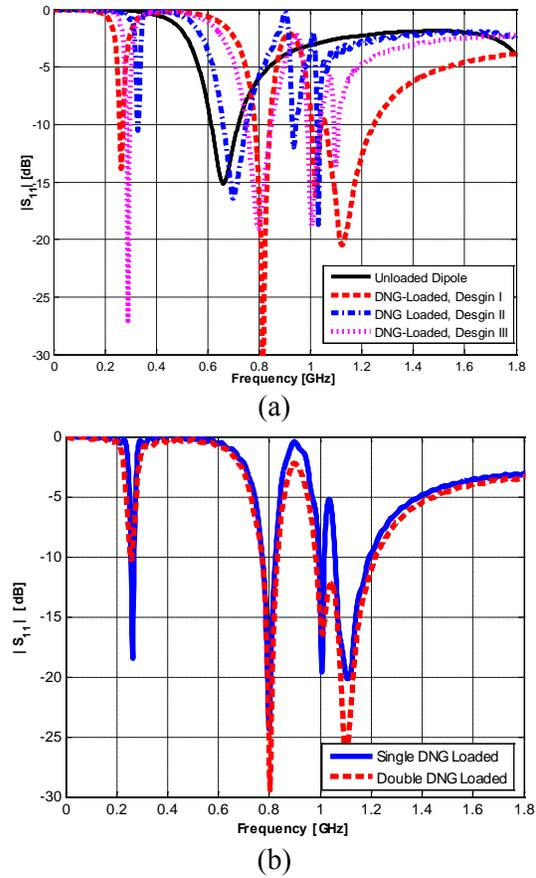 0
-5
-10
-15
-20
-25
-30
|S11| [dB]
Unloaded Dipole
DNG-Loaded, Desgin I
DNG Loaded, Desgin II
DNG-Loaded, Desgin III
0 0.2 0.4 0.6 0.8 1 1.2 1.4 1.6 1.8
Frequency [GHz]
(a)
0
-5
-10
-15
-20
-25
-30
|S11| [dB]
Single DNG Loaded
Double DNG Loaded
0 0.2 0.4 0.6 0.8 1 1.2 1.4 1.6 1.8
Frequency [GHz]
(b)